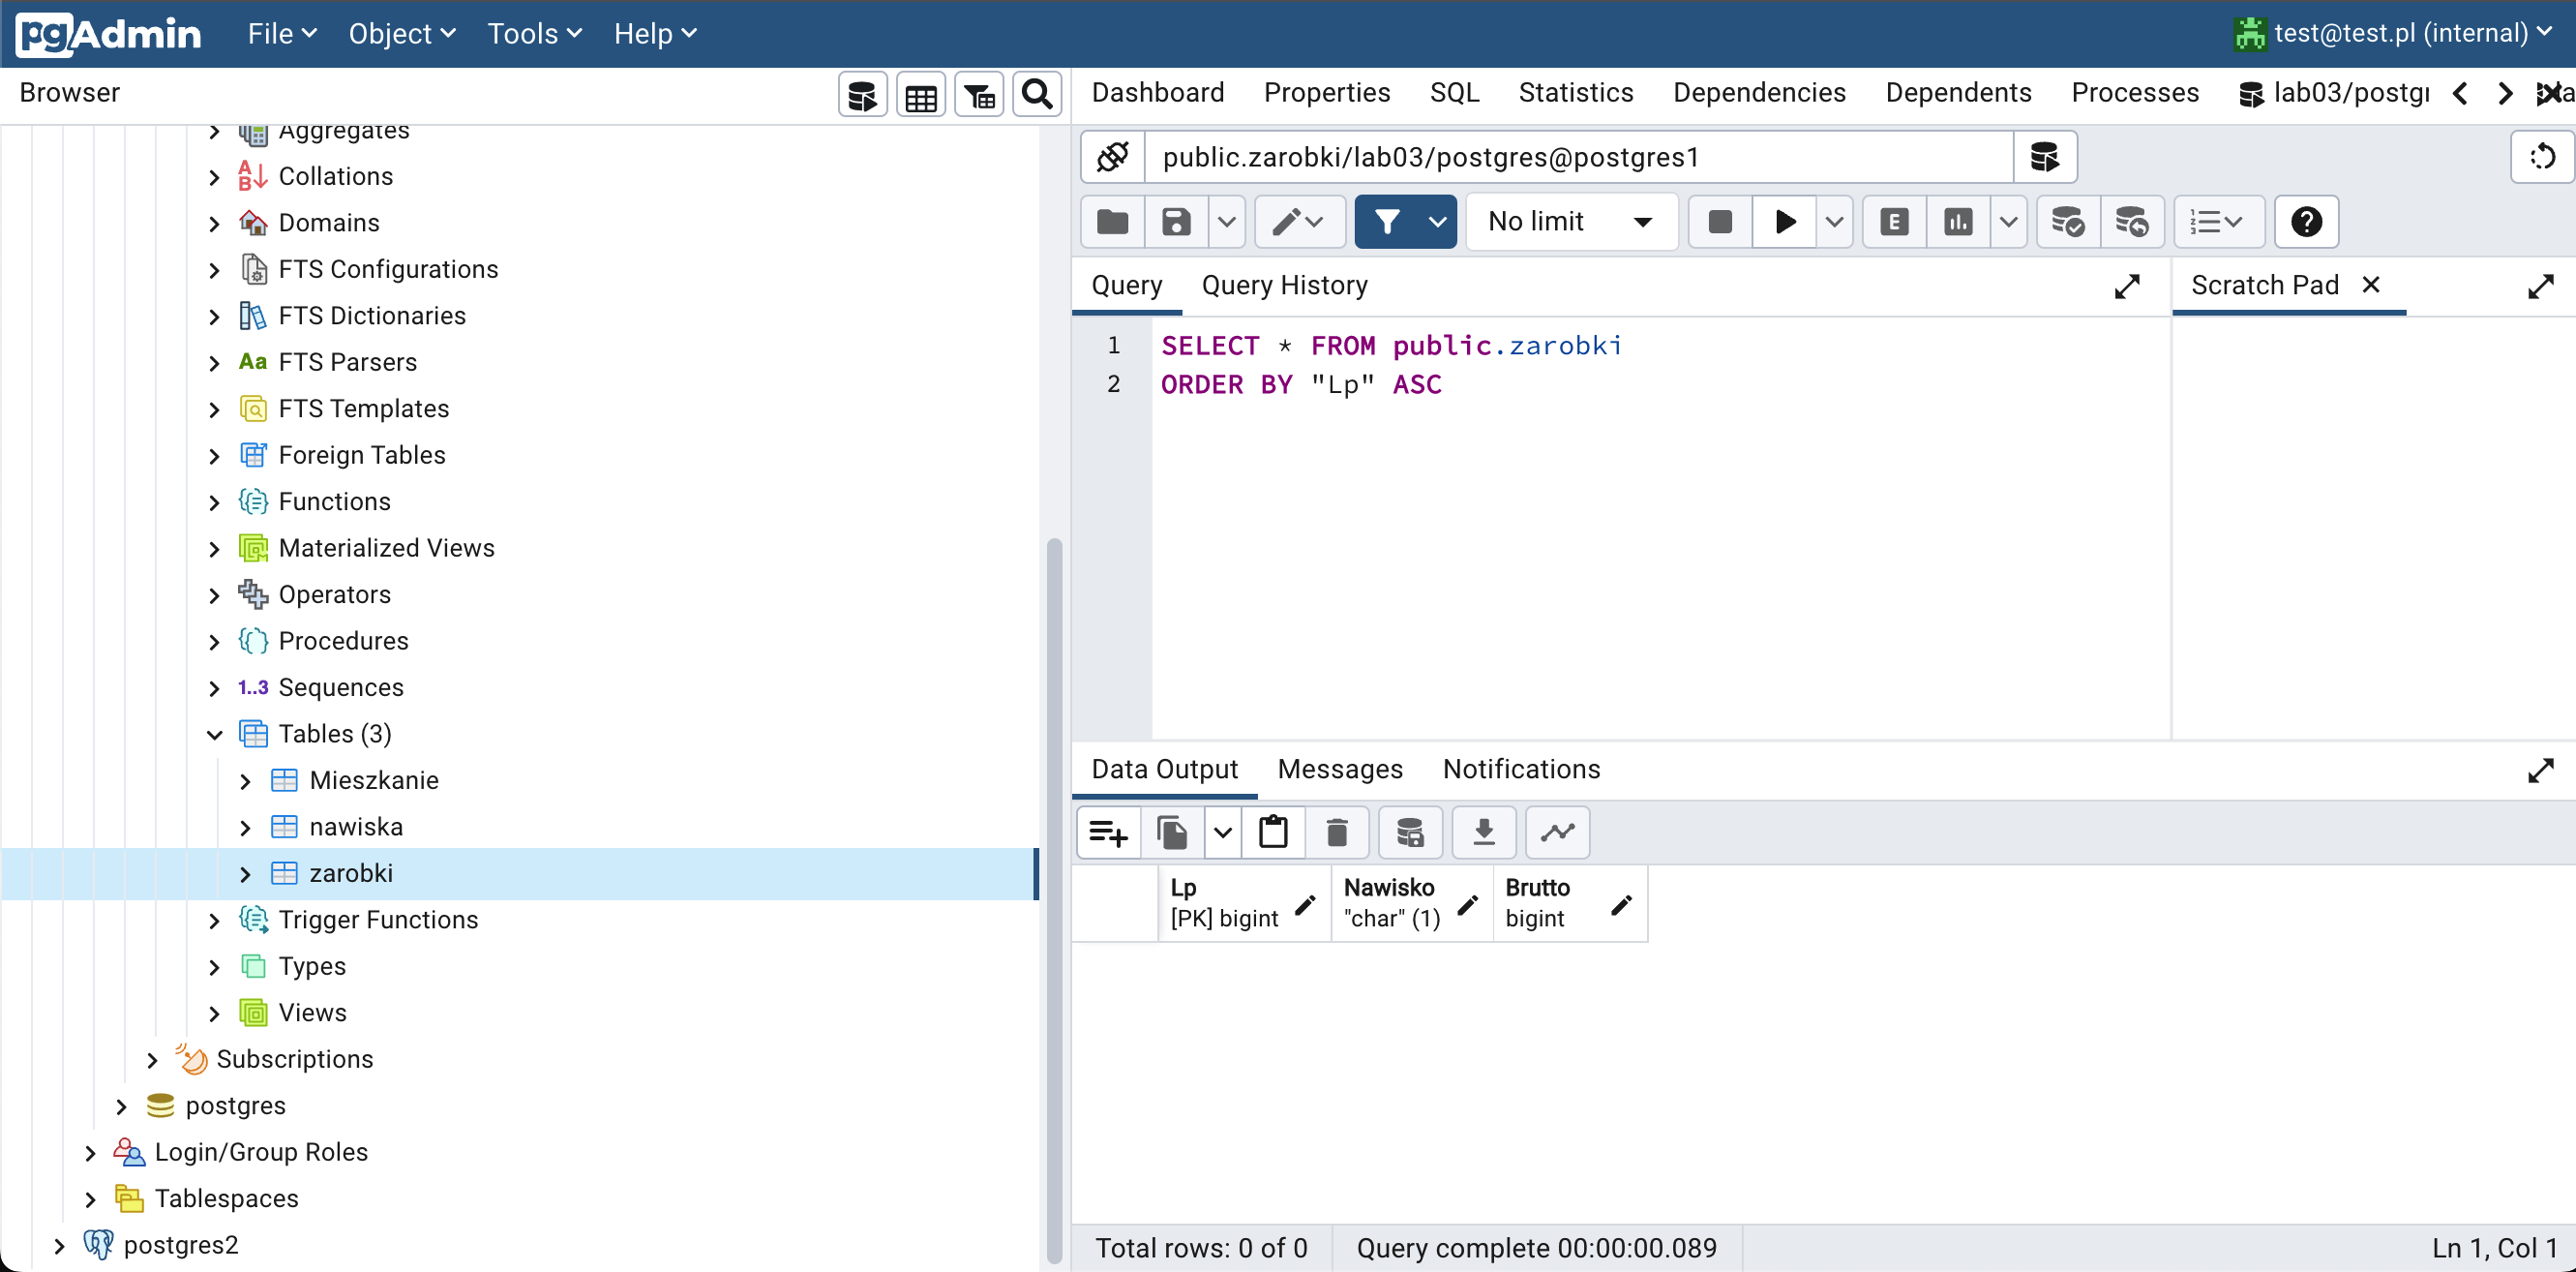 pgAdmin File Object Tools Help test@test.pl (internal)
Browser
Dashboard Properties SQL Statistics Dependencies Dependents Processes lab03/postgr
Aggregates
Collations
Domains
FTS Configurations
FTS Dictionaries
Aa FTS Parsers
FTS Templates
Foreign Tables
Functions
Materialized Views
Operators
Procedures
1..3 Sequences
Tables (3)
Mieszkanie
nawiska
zarobki
Trigger Functions
Types
Views
Subscriptions
postgres
Login/Group Roles
Tablespaces
postgres2
public.zarobki/lab03/postgres@postgres1
No limit
E
Query Query History
Scratch Pad
1 SELECT * FROM public.zarobki
2 ORDER BY "Lp" ASC
Data Output Messages Notifications
Lp Nawisko Brutto
[PK] bigint "char" (1) bigint
Total rows: 0 of 0 Query complete 00:00:00.089 Ln 1, Col 1